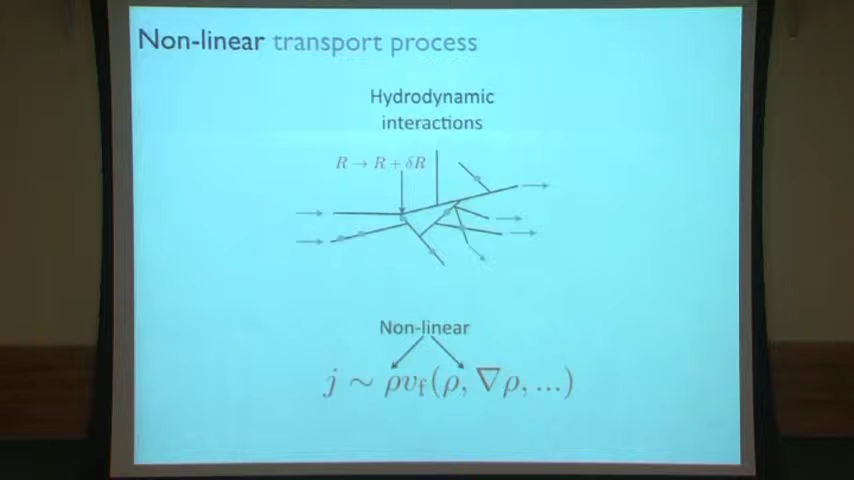 Non-linear transport process
Hydrodynamic
interactions
R → R + δR
Non-linear
j ∼ ρv_f(ρ, ∇ρ, ...)